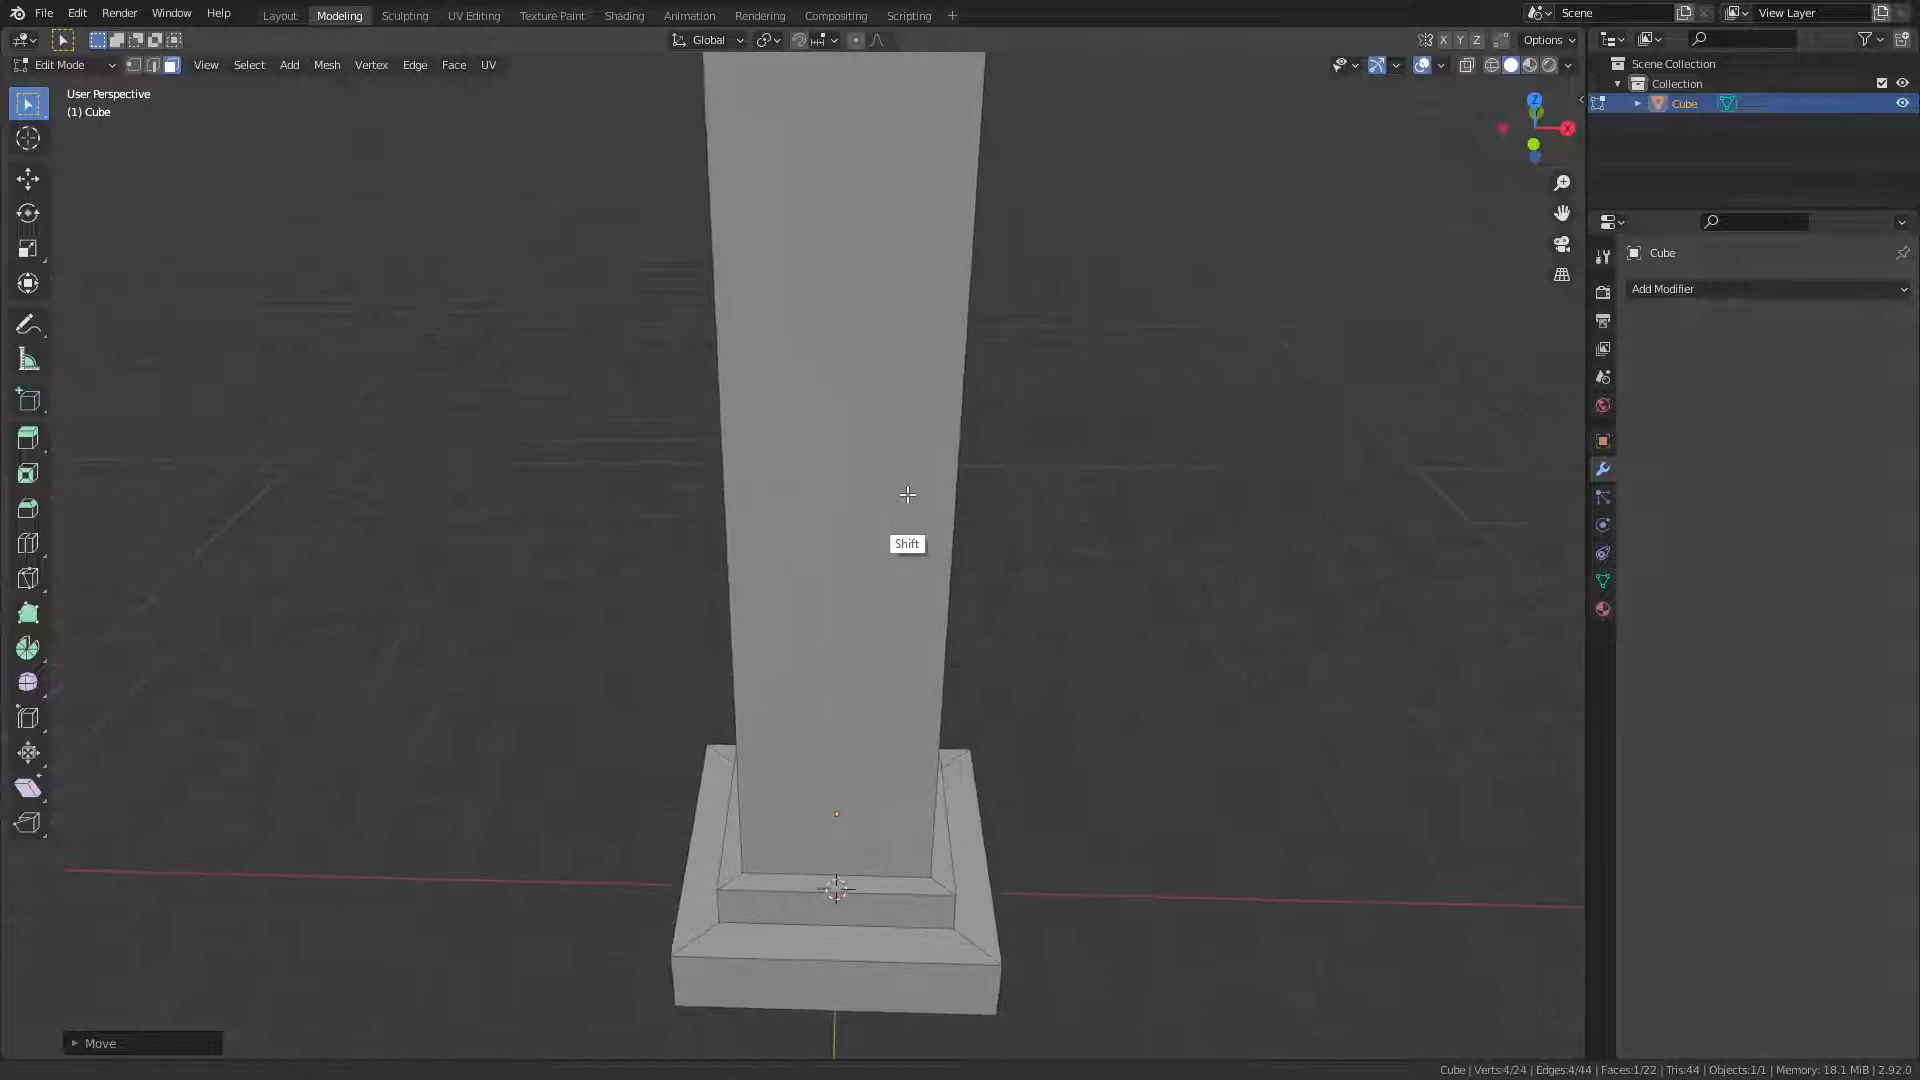 File Edit Render Window Help
Layout Modeling Sculpting UV Editing Texture Paint Shading Animation Rendering Compositing Scripting +
Scene
View Layer
Global
X Y Z
Options
Edit Mode
View Select Add Mesh Vertex Edge Face UV
Scene Collection
Collection
Cube
User Perspective
(1) Cube
Z
X
Cube
Add Modifier
Shift
Move
Cube | Verts:4/24 | Edges:4/44 | Faces:1/22 | Tris:44 | Objects:1/1 | Memory: 18.1 MiB | 2.92.0